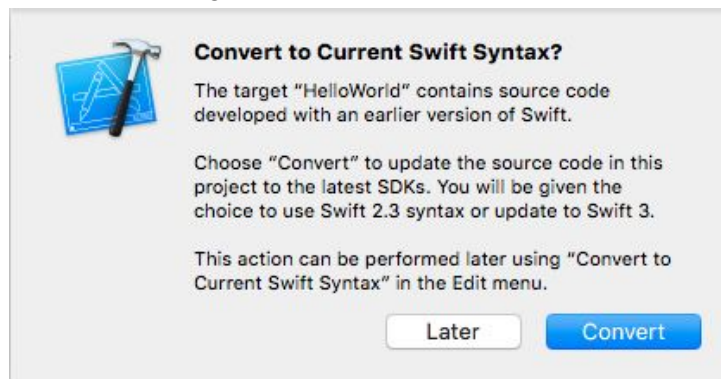 Convert to Current Swift Syntax?
The target “HelloWorld” contains source code
developed with an earlier version of Swift.
Choose “Convert” to update the source code in this
project to the latest SDKs. You will be given the
choice to use Swift 2.3 syntax or update to Swift 3.
This action can be performed later using “Convert to
Current Swift Syntax” in the Edit menu.
Later
Convert